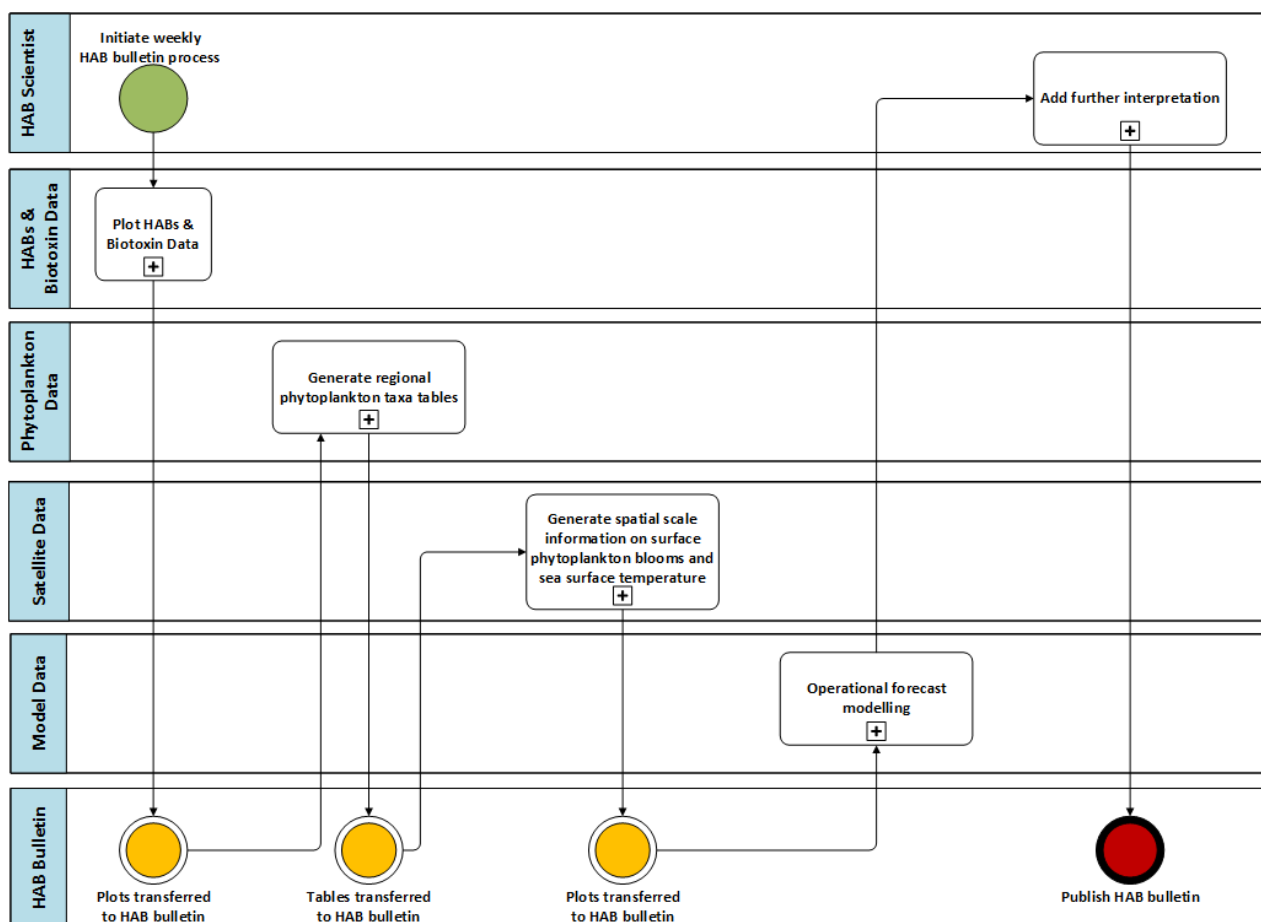 HAB Scientist
Initiate weekly
HAB bulletin process
Add further interpretation
HABs &
Biotoxin Data
Plot HABs &
Biotoxin Data
Phytoplankton
Data
Generate regional
phytoplankton taxa tables
Satellite Data
Generate spatial scale
information on surface
phytoplankton blooms and
sea surface temperature
Model Data
Operational forecast
modelling
HAB Bulletin
Plots transferred
to HAB bulletin
Tables transferred
to HAB bulletin
Plots transferred
to HAB bulletin
Publish HAB bulletin